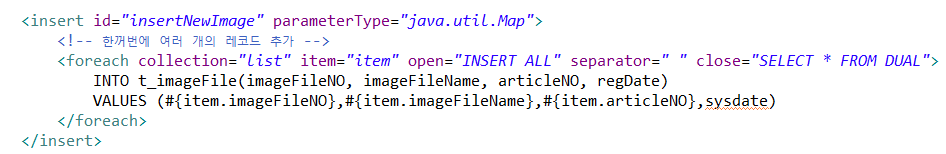 <insert id="insertNewImage" parameterType="java.util.Map">
<!-- 한꺼번에 여러 개의 레코드 추가 -->
<foreach collection="list" item="item" open="INSERT ALL" separator=" " close="SELECT * FROM DUAL">
INTO t_imageFile(imageFileNO, imageFileName, articleNO, regDate)
VALUES (#{item.imageFileNO},#{item.imageFileName},#{item.articleNO},sysdate)
</foreach>
</insert>